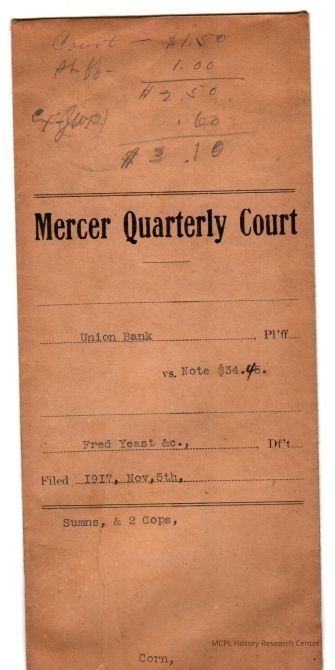 Court — $1.50
Shff — 1.00
$2.50
.60
$3.10
Mercer Quarterly Court
Union Bank, Pl'ff
vs. Note $34.45.
Fred Yeast &c., Df't
Filed 1917, Nov, 5th,
Sumns, & 2 Cops,
MCPL History Research Center
Corn,